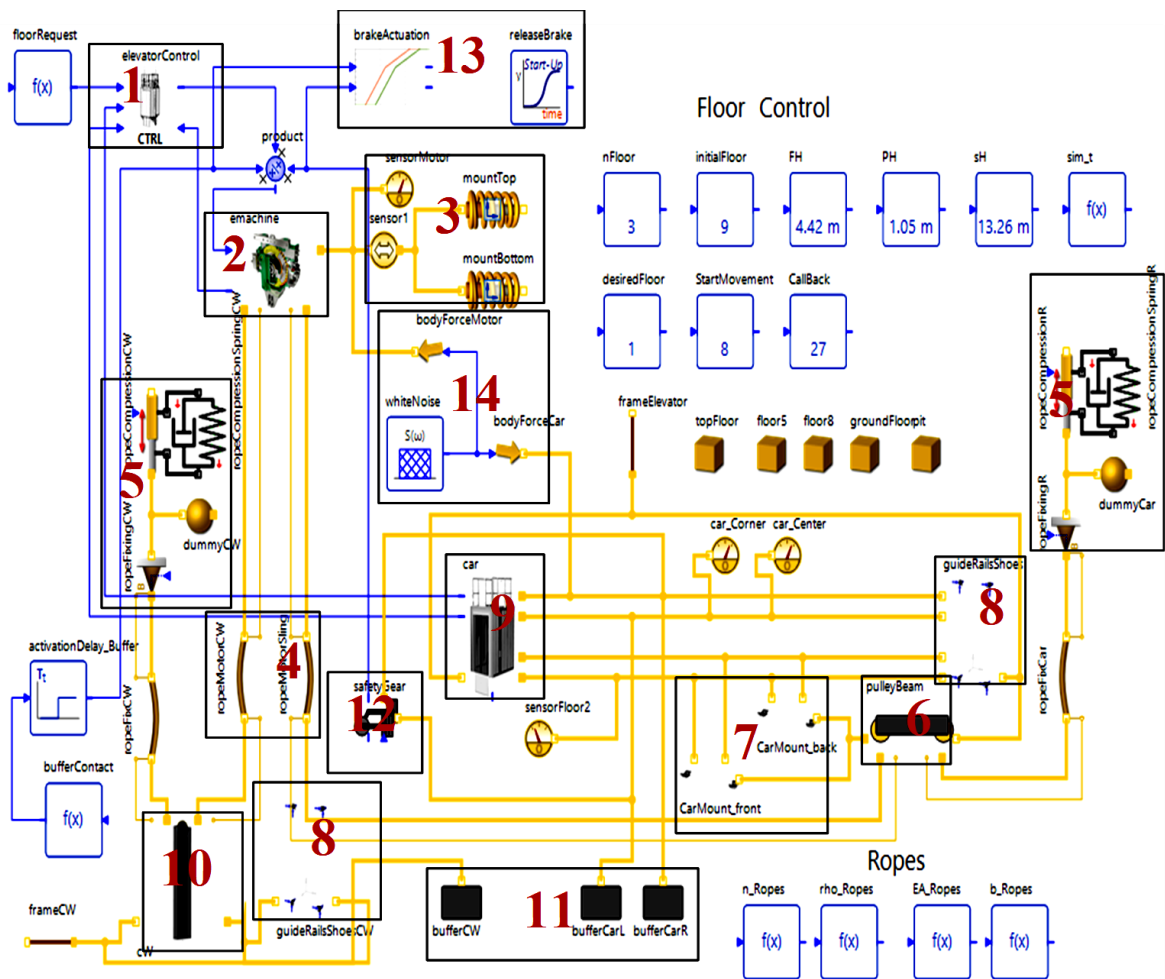 floorRequest
f(x)
elevatorControl
1
CTRL
brakeActuation
13
releaseBrake
Start-Up
V
time
product
X
X
X
sensorMotor
sensor1
mountTop
3
mountBottom
emachine
2
Floor Control
nFloor
3
initialFloor
9
FH
4.42 m
PH
1.05 m
sH
13.26 m
sim_t
f(x)
desiredFloor
1
StartMovement
8
CallBack
27
bodyForceMotor
14
whiteNoise
S(ω)
bodyForceCar
frameElevator
topFloor
floor5
floor8
groundFloor
pit
ropeCompressionCW
ropeCompressionSpringCW
5
dummyCW
ropeFixingCW
B
ropeCompressionR
ropeCompressionSpringR
5
dummyCar
ropeFixingR
B
car_Corner
car_Center
car
9
guideRailsShoes
8
activationDelay_Buffer
Tt
ropeFixCW
ropeMotorCW
4
ropeMotorSling
safetyGear
12
sensorFloor2
7
CarMount_back
CarMount_front
pulleyBeam
6
ropeFixCar
bufferContact
f(x)
10
cW
frameCW
8
guideRailsShoesCW
11
bufferCW
bufferCarL
bufferCarR
Ropes
n_Ropes
f(x)
rho_Ropes
f(x)
EA_Ropes
f(x)
b_Ropes
f(x)